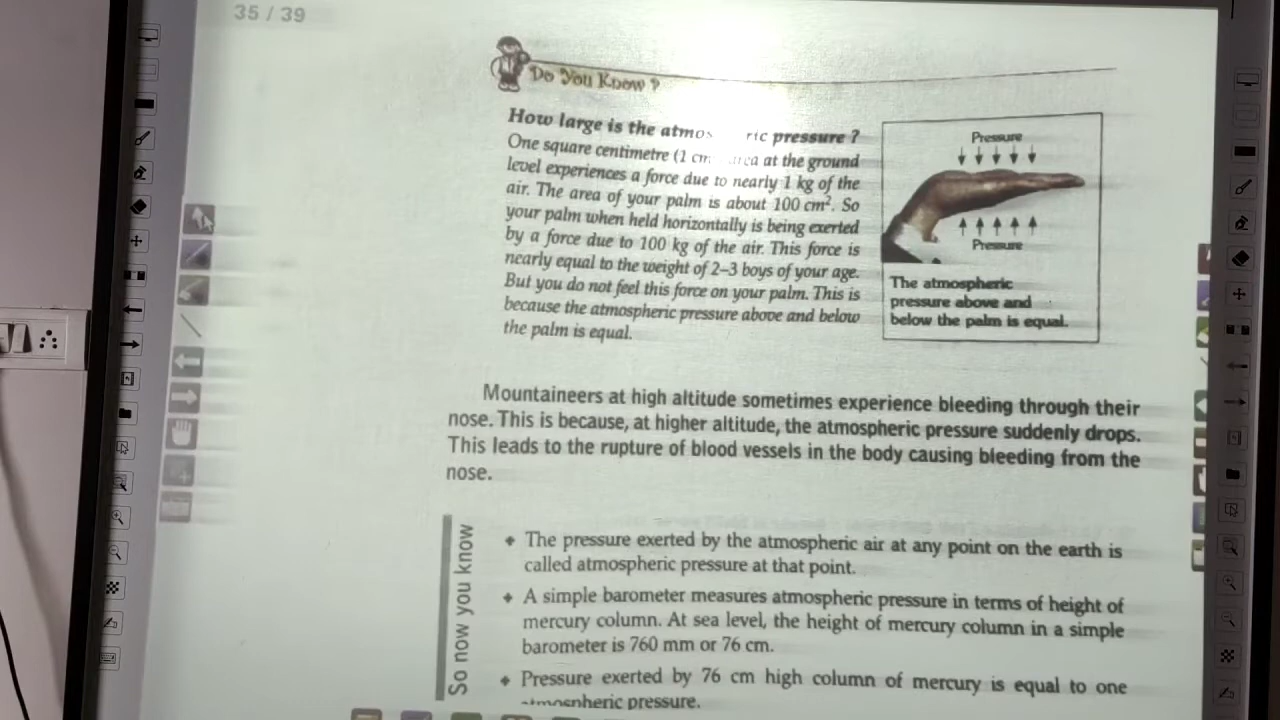 35 / 39
Do You Know ?
How large is the pressure ?
One square centimetre (1 at the ground
level experiences a force due to nearly 1 kg of the
air. The area of your palm is about 100 cm². So
your palm when held horizontally is being exerted
by a force due to 100 kg of the air. This force is
nearly equal to the weight of 2–3 boys of your age.
But you do not feel this force on your palm. This is
because the atmospheric pressure above and below
the palm is equal.
Pressure
Pressure
The atmospheric
pressure above and
below the palm is equal.
Mountaineers at high altitude sometimes experience bleeding through their
nose. This is because, at higher altitude, the atmospheric pressure suddenly drops.
This leads to the rupture of blood vessels in the body causing bleeding from the
nose.
So now you know
The pressure exerted by the atmospheric air at any point on the earth is
called atmospheric pressure at that point.
A simple barometer measures atmospheric pressure in terms of height of
mercury column. At sea level, the height of mercury column in a simple
barometer is 760 mm or 76 cm.
Pressure exerted by 76 cm high column of mercury is equal to one
atmospheric pressure.